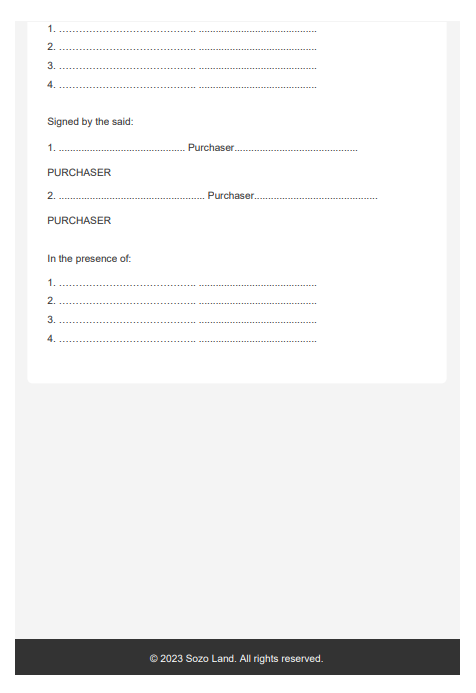 1. ................................................ ..........................................
2. ................................................ ..........................................
3. ................................................ ..........................................
4. ................................................ ..........................................
Signed by the said:
1. ............................................. Purchaser............................................
PURCHASER
2. .................................................... Purchaser............................................
PURCHASER
In the presence of:
1. ................................................ ..........................................
2. ................................................ ..........................................
3. ................................................ ..........................................
4. ................................................ ..........................................
© 2023 Sozo Land. All rights reserved.